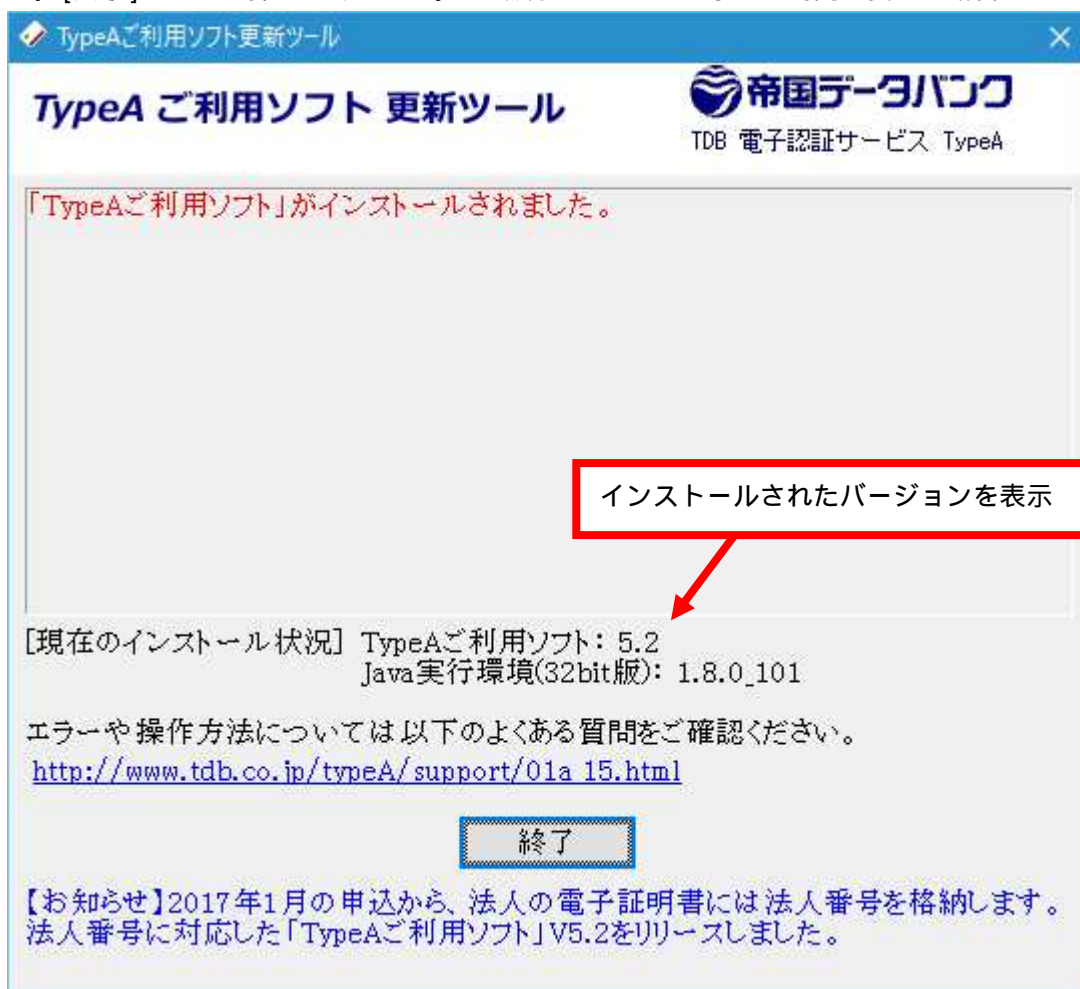 TypeAご利用ソフト更新ツール
TypeA ご利用ソフト 更新ツール
帝国データバンク
TDB 電子認証サービス TypeA
「TypeAご利用ソフト」がインストールされました。
インストールされたバージョンを表示
[現在のインストール状況] TypeAご利用ソフト: 5.2
Java実行環境(32bit版): 1.8.0_101
エラーや操作方法については以下のよくある質問をご確認ください。
http://www.tdb.co.jp/typeA/support/01a_15.html
終了
【お知らせ】2017年1月の申込から、法人の電子証明書には法人番号を格納します。
法人番号に対応した「TypeAご利用ソフト」V5.2をリリースしました。